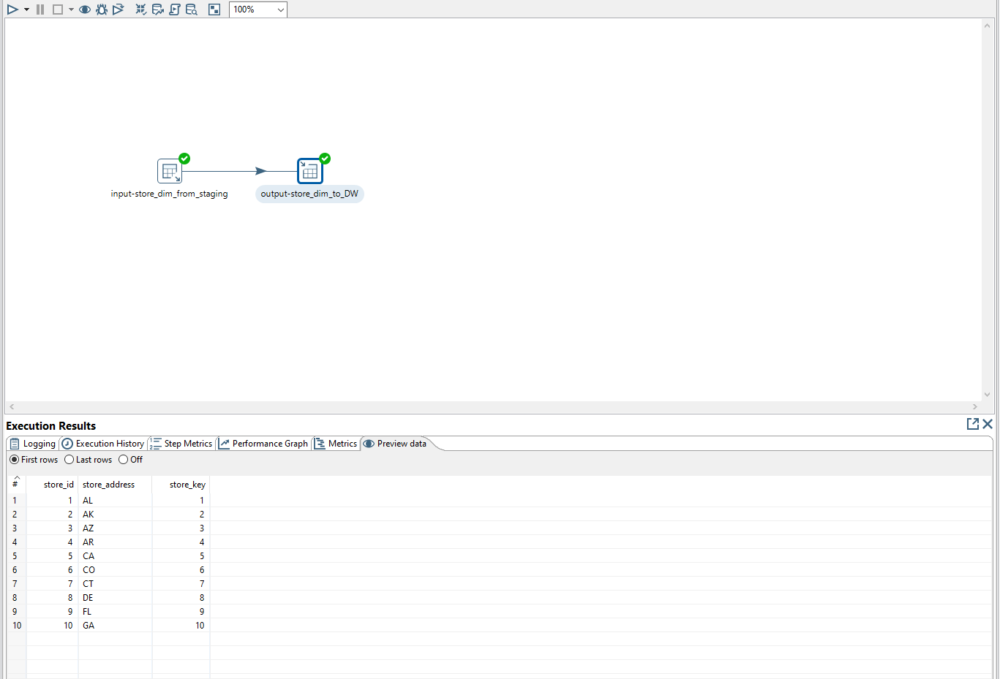 100%
input-store_dim_from_staging output-store_dim_to_DW
Execution Results
Logging Execution History Step Metrics Performance Graph Metrics Preview data
First rows Last rows Off
# store_id store_address store_key
1 1 AL 1
2 2 AK 2
3 3 AZ 3
4 4 AR 4
5 5 CA 5
6 6 CO 6
7 7 CT 7
8 8 DE 8
9 9 FL 9
10 10 GA 10